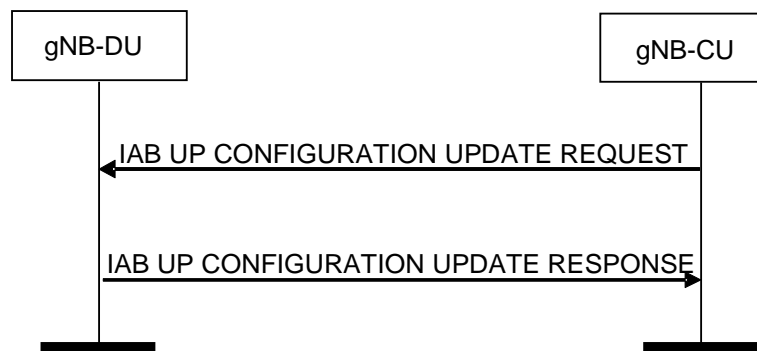 gNB-DU
gNB-CU
IAB UP CONFIGURATION UPDATE REQUEST
IAB UP CONFIGURATION UPDATE RESPONSE